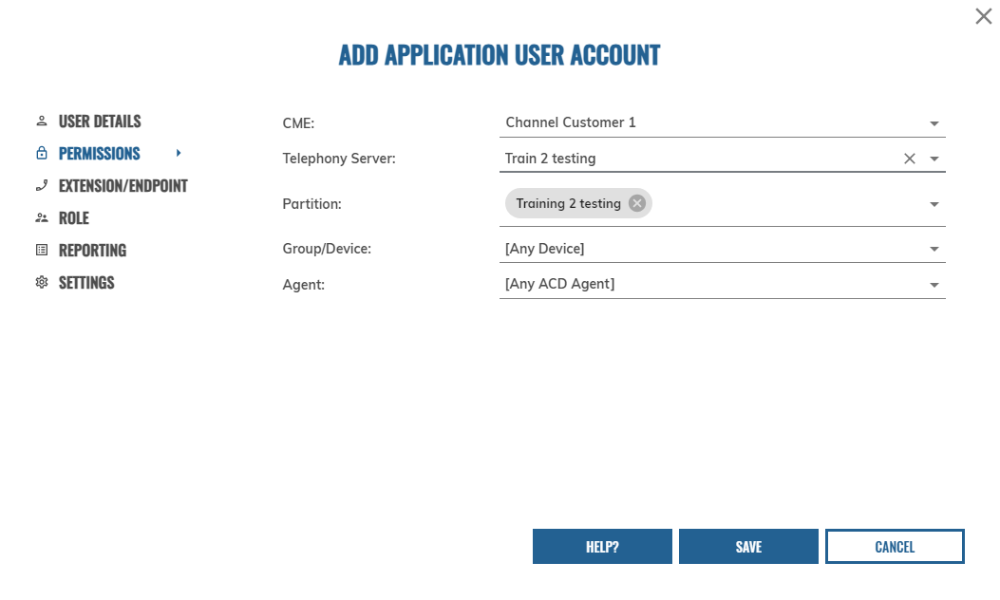 ADD APPLICATION USER ACCOUNT
USER DETAILS
PERMISSIONS
EXTENSION/ENDPOINT
ROLE
REPORTING
SETTINGS
CME: Channel Customer 1
Telephony Server: Train 2 testing
Partition: Training 2 testing
Group/Device: [Any Device]
Agent: [Any ACD Agent]
HELP? SAVE CANCEL